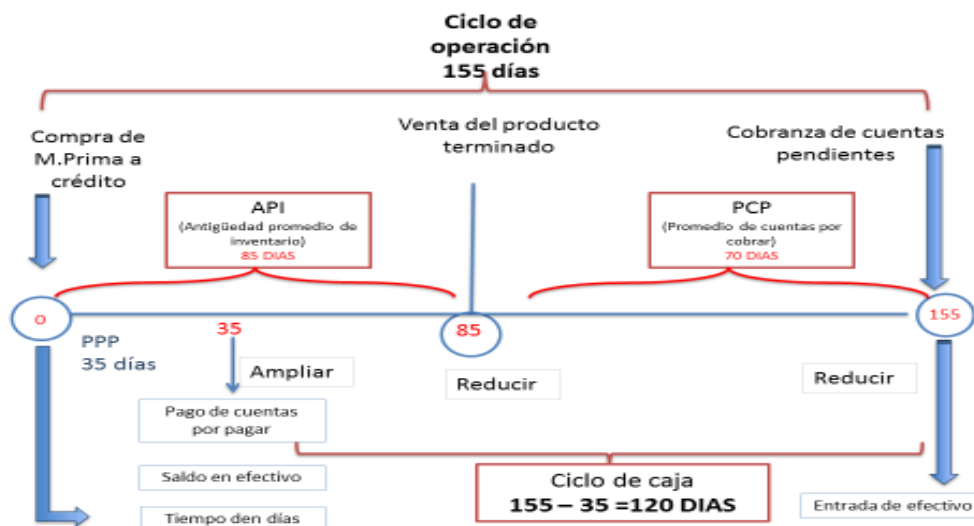 Ciclo de
operación
155 días
Compra de
M.Prima a
crédito
Venta del producto
terminado
Cobranza de cuentas
pendientes
API
(Antigüedad promedio de
inventario)
85 DIAS
PCP
(Promedio de cuentas por
cobrar)
70 DIAS
0
35
85
155
PPP
35 días
Ampliar
Reducir
Reducir
Pago de cuentas
por pagar
Saldo en efectivo
Tiempo den días
Ciclo de caja
155 – 35 =120 DIAS
Entrada de efectivo